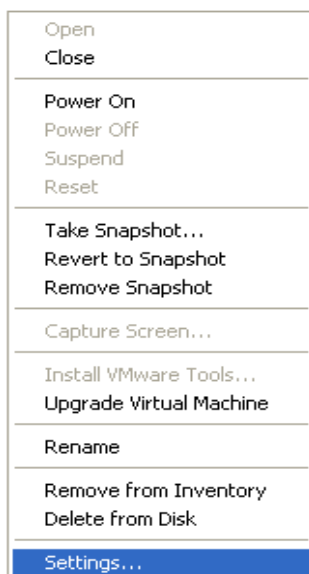 Open
Close
Power On
Power Off
Suspend
Reset
Take Snapshot...
Revert to Snapshot
Remove Snapshot
Capture Screen...
Install VMware Tools...
Upgrade Virtual Machine
Rename
Remove from Inventory
Delete from Disk
Settings...